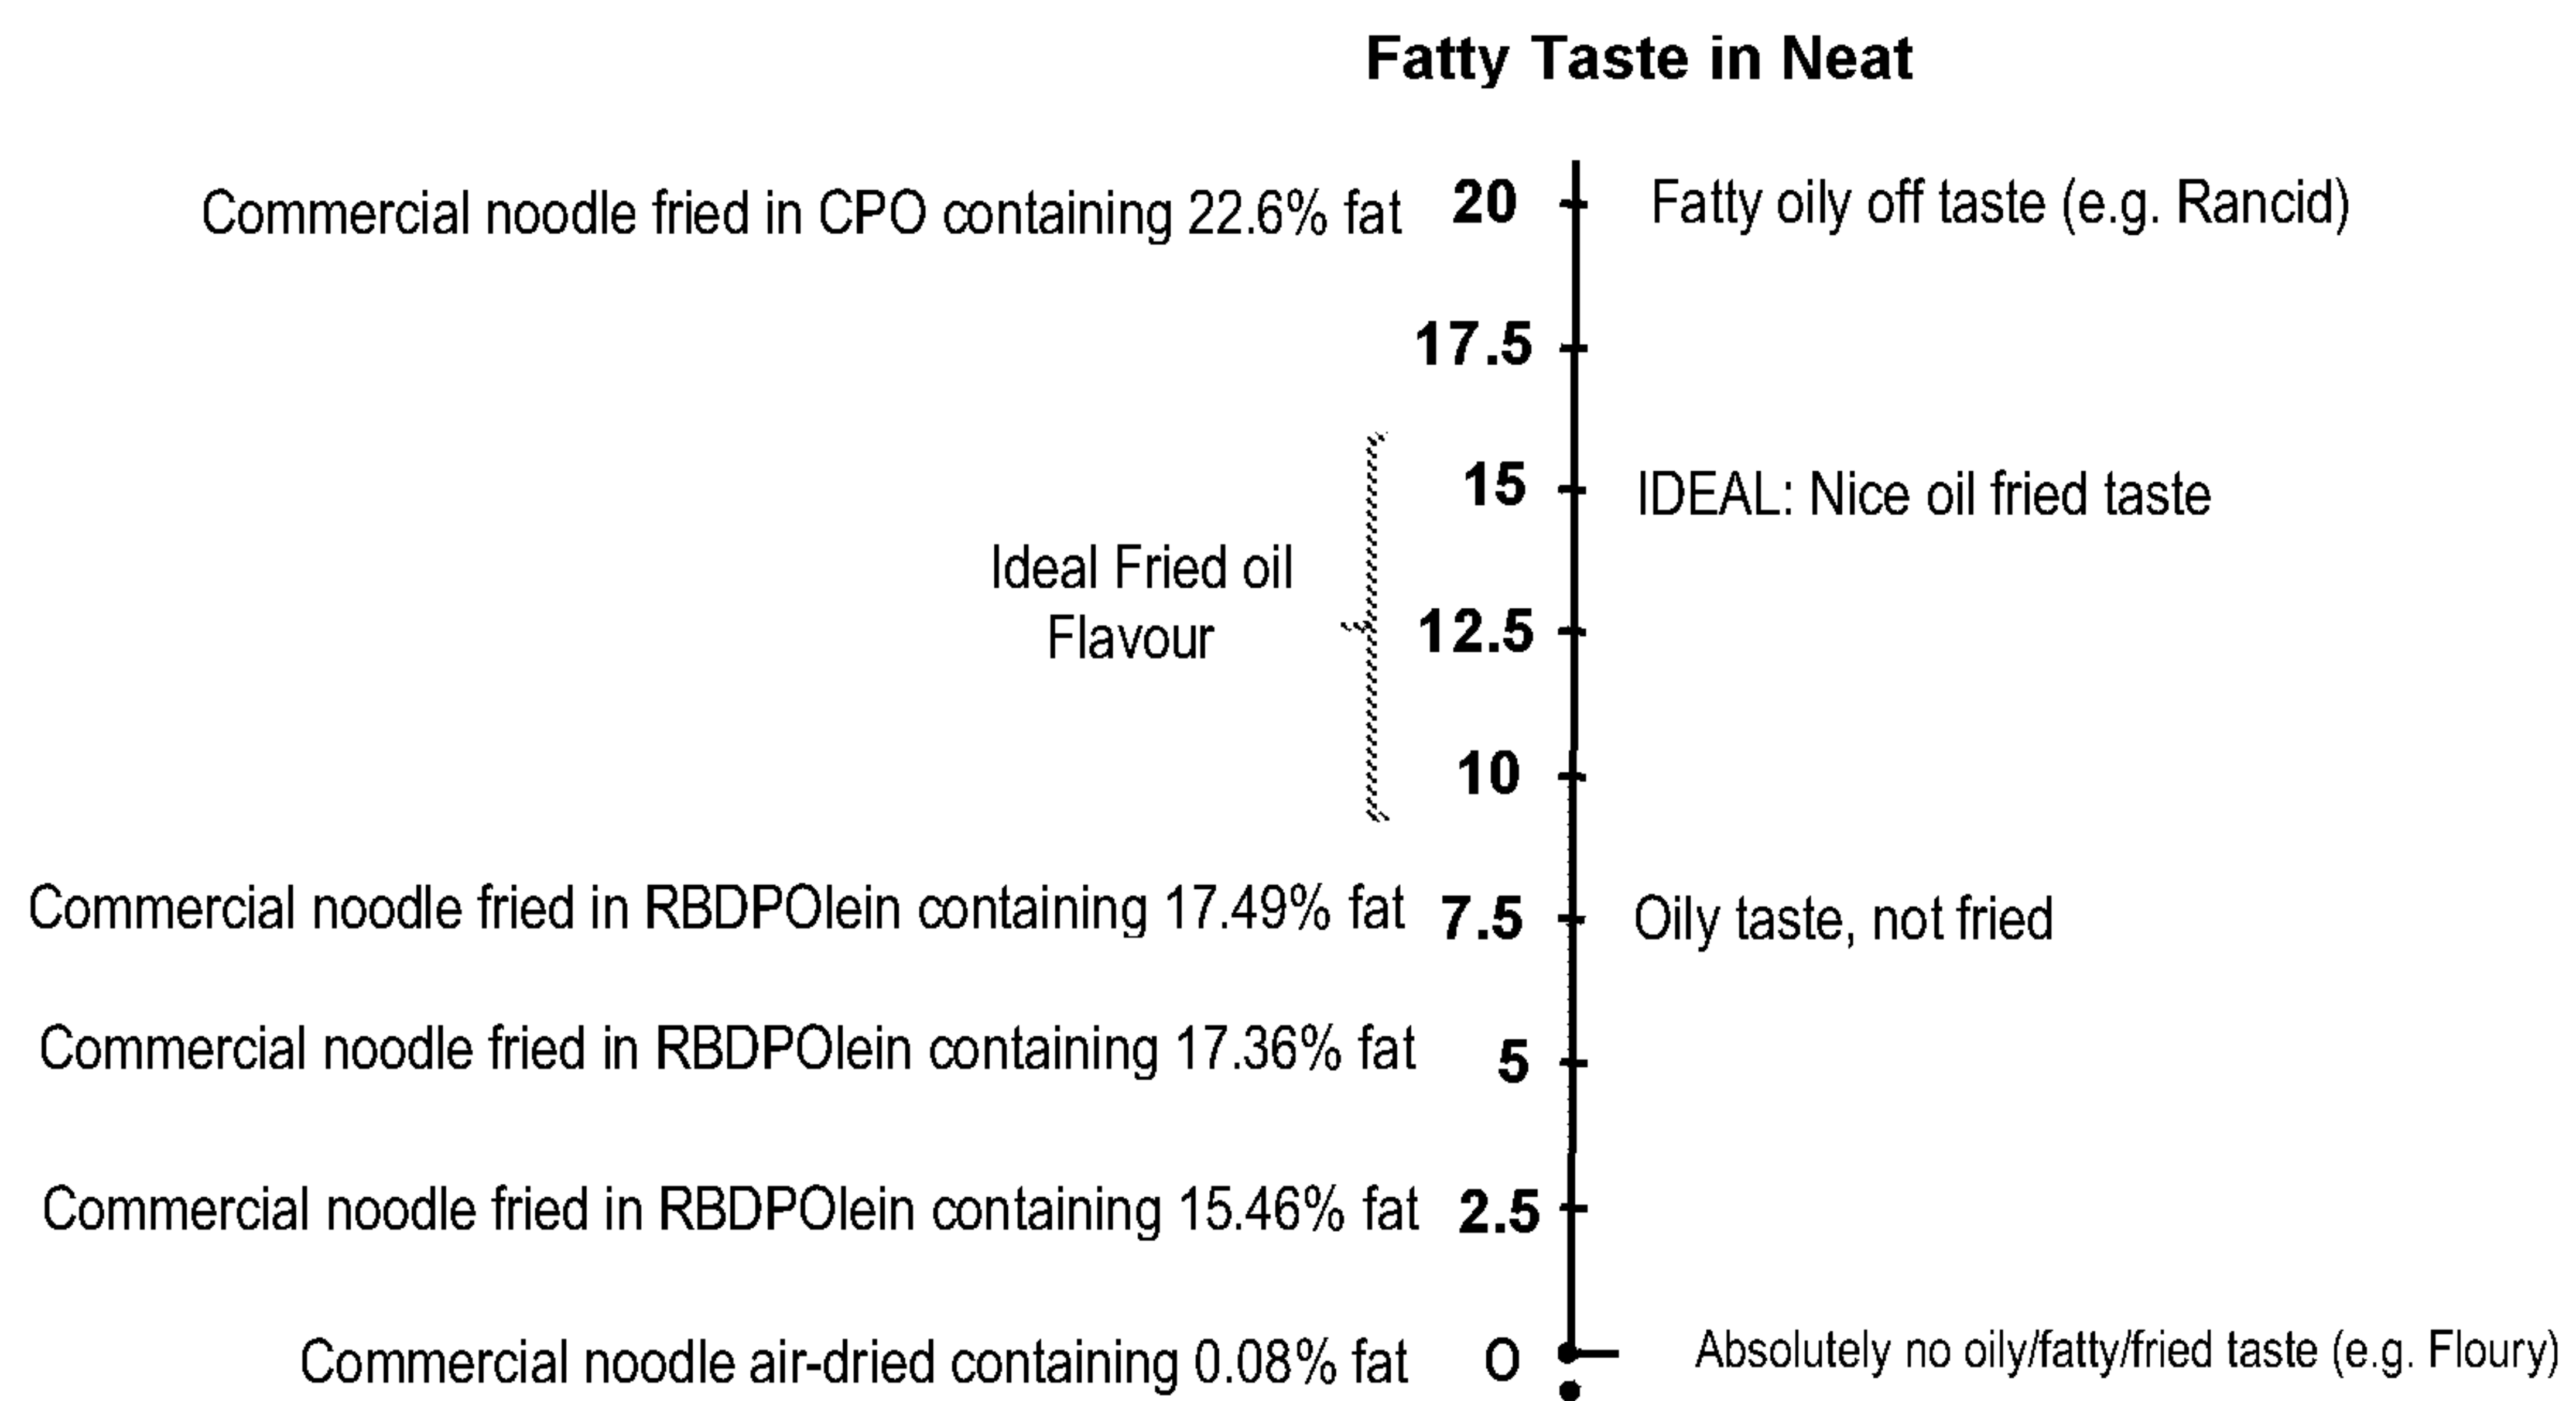 Fatty Taste in Neat
Commercial noodle fried in CPO containing 22.6% fat 20 Fatty oily off taste (e.g. Rancid)
17.5
15 IDEAL: Nice oil fried taste
Ideal Fried oil
Flavour
12.5
10
Commercial noodle fried in RBDPOlein containing 17.49% fat 7.5 Oily taste, not fried
Commercial noodle fried in RBDPOlein containing 17.36% fat 5
Commercial noodle fried in RBDPOlein containing 15.46% fat 2.5
Commercial noodle air-dried containing 0.08% fat 0 Absolutely no oily/fatty/fried taste (e.g. Floury)